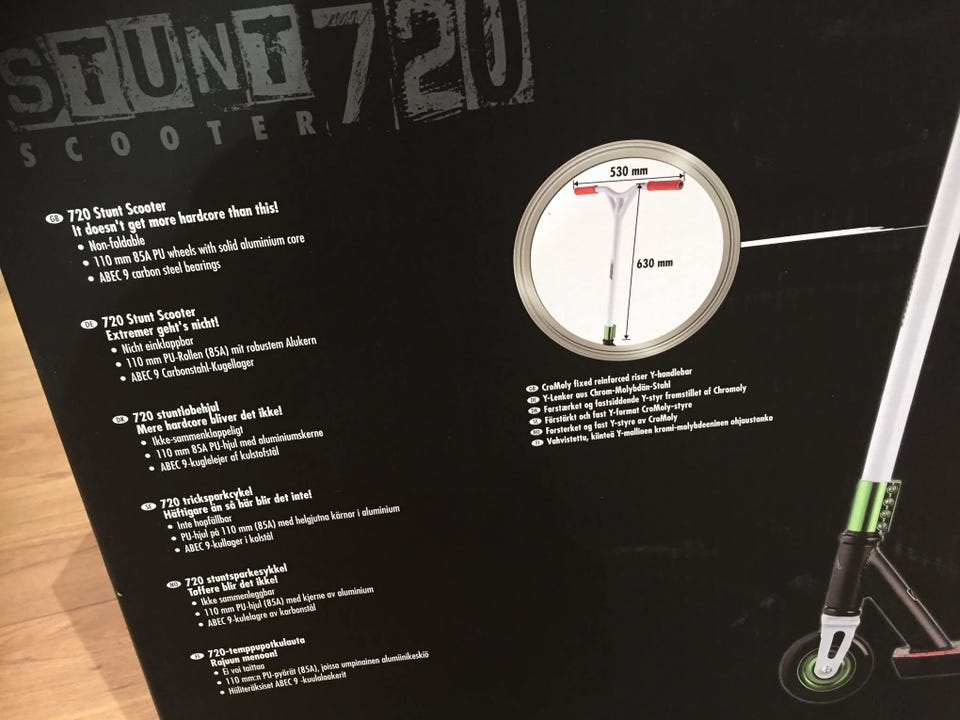 STUNT 720
SCOOTER
GB 720 Stunt Scooter
It doesn't get more hardcore than this!
• Non-foldable
• 110 mm 85A PU wheels with solid aluminium core
• ABEC 9 carbon steel bearings
DE 720 Stunt Scooter
Extremer geht's nicht!
• Nicht einklappbar
• 110 mm PU-Rollen (85A) mit robustem Alukern
• ABEC 9 Carbonstahl-Kugellager
DK 720 stuntløbehjul
Mere hardcore bliver det ikke!
• Ikke-sammenklappeligt
• 110 mm 85A PU-hjul med aluminiumskerne
• ABEC 9-kuglelejer af kulstofstål
SE 720 tricksparkcykel
Häftigare än så här blir det inte!
• Inte hopfällbar
• PU-hjul på 110 mm (85A) med helgjutna kärnor i aluminium
• ABEC 9-kullager i kolstål
NO 720 stuntsparkesykkel
Tøffere blir det ikke!
• Ikke sammenleggbar
• 110 mm PU-hjul (85A) med kjerne av aluminium
• ABEC 9-kulelagre av karbonstål
FI 720-temppupotkulauta
Rajuun menoon!
• Ei voi taittaa
• 110 mm:n PU-pyörät (85A), joissa umpinainen alumiinikeskiö
• Hiiliteräksiset ABEC 9 -kuulalaakerit
530 mm
630 mm
GB CroMoly fixed reinforced riser Y-handlebar
DE Y-Lenker aus Chrom-Molybdän-Stahl
DK Forstærket og fastsiddende Y-styr fremstillet af Chromoly
SE Förstärkt och fast Y-format CroMoly-styre
NO Forsterket og fast Y-styre av CroMoly
FI Vahvistettu, kiinteä Y-mallinen kromi-molybdeeninen ohjaustanko